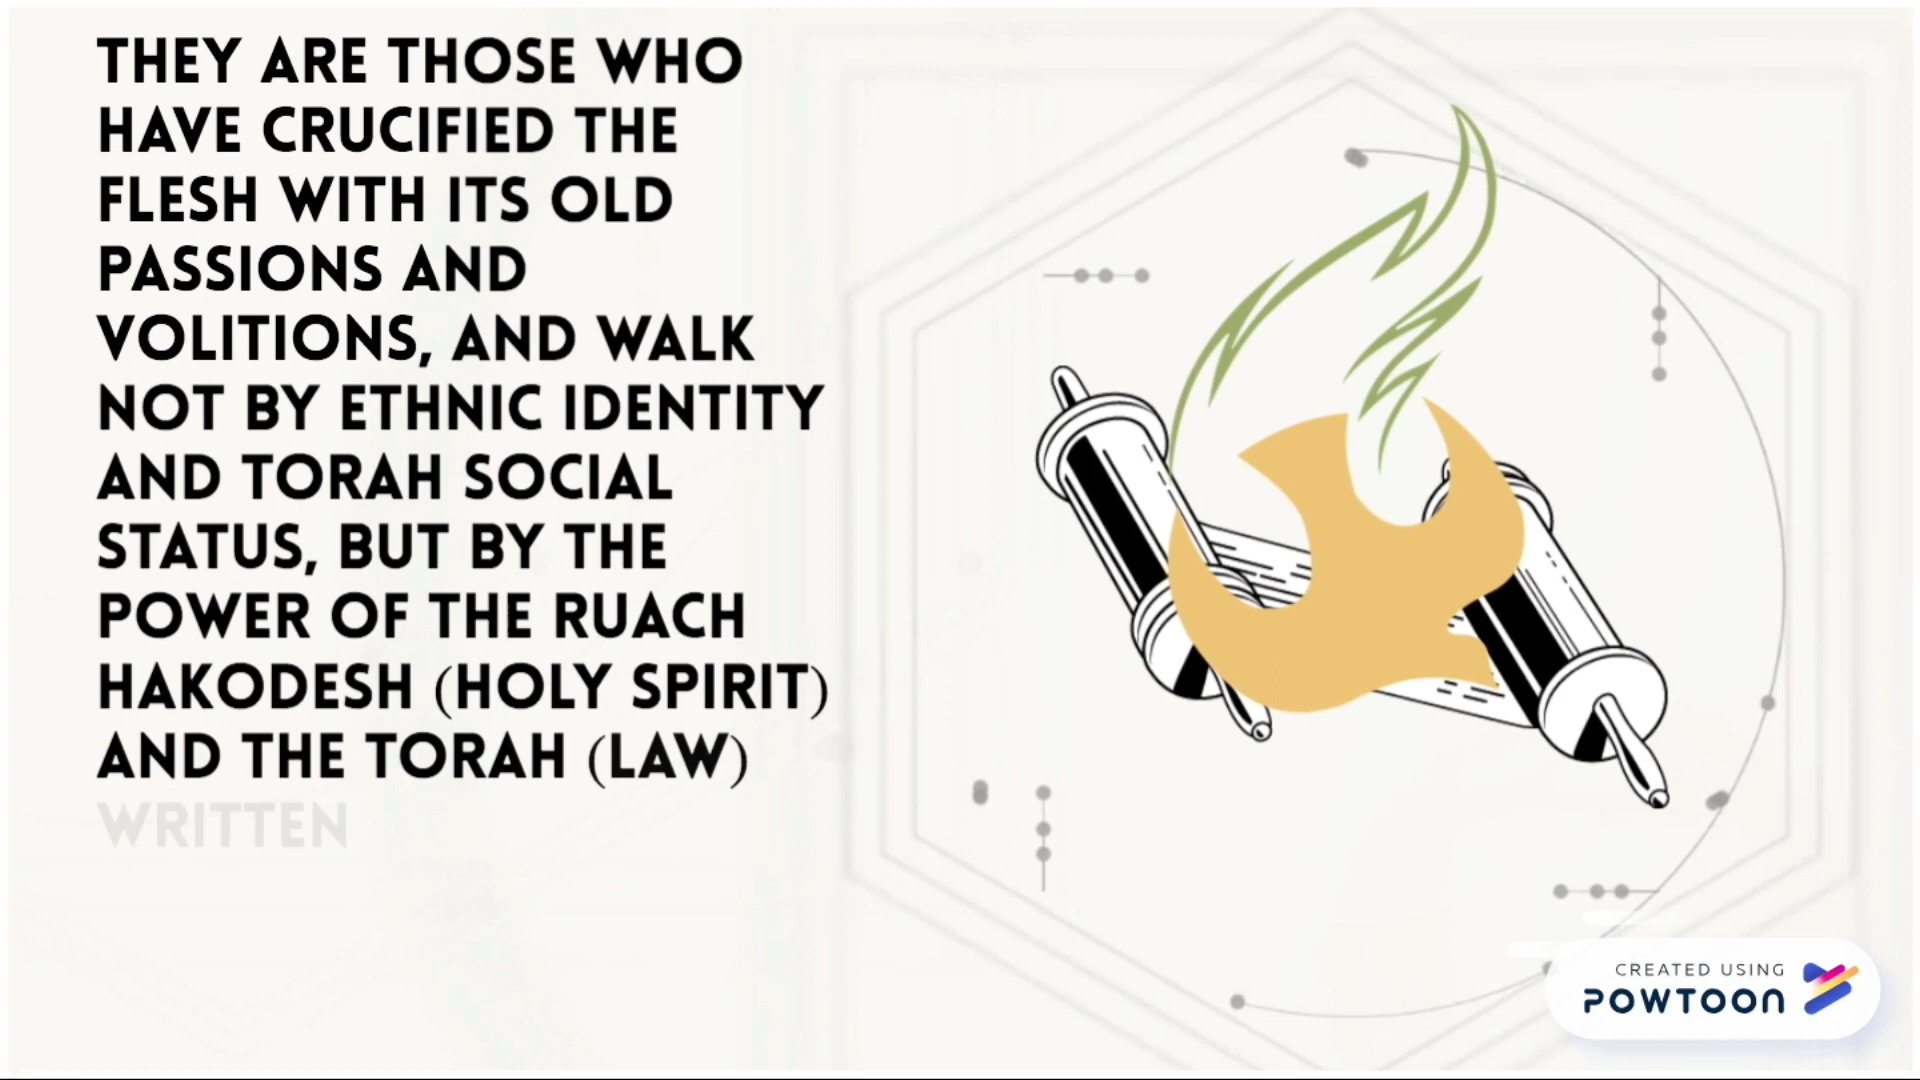 THEY ARE THOSE WHO
HAVE CRUCIFIED THE
FLESH WITH ITS OLD
PASSIONS AND
VOLITIONS, AND WALK
NOT BY ETHNIC IDENTITY
AND TORAH SOCIAL
STATUS, BUT BY THE
POWER OF THE RUACH
HAKODESH (HOLY SPIRIT)
AND THE TORAH (LAW)
WRITTEN
CREATED USING
POWTOON